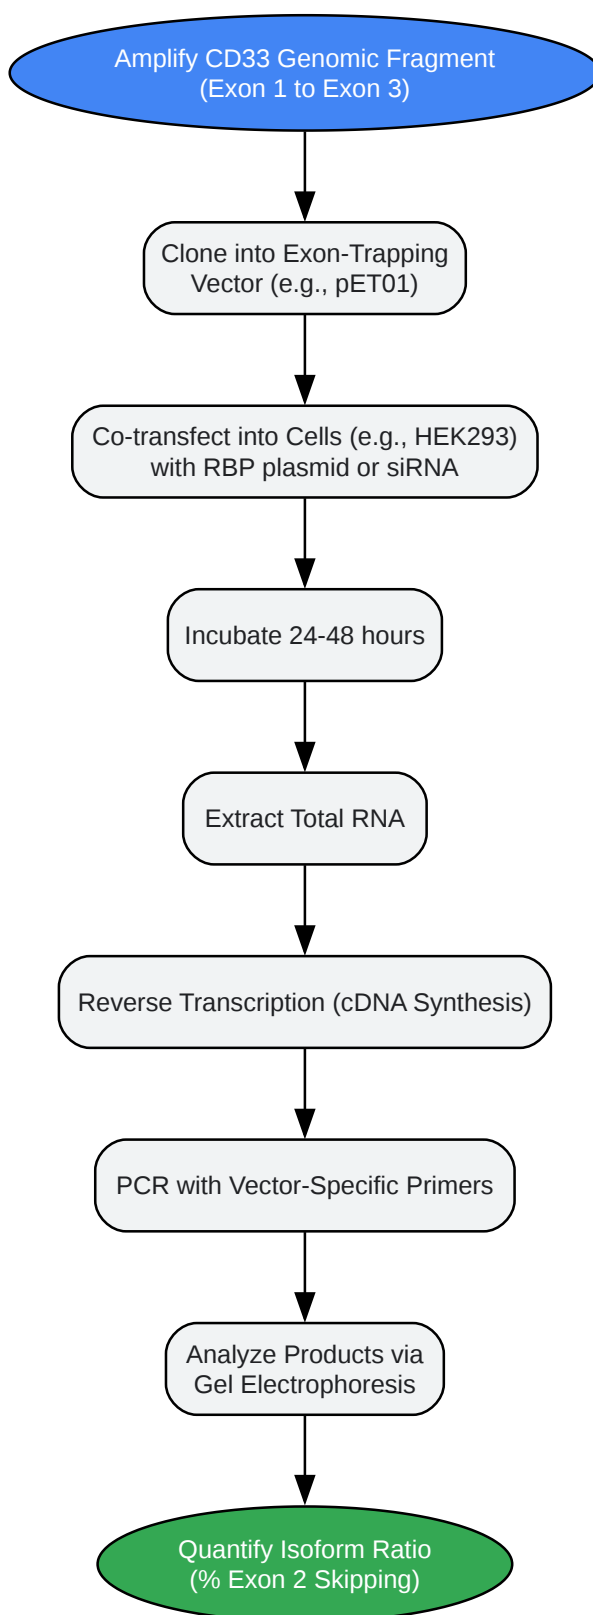 Amplify CD33 Genomic Fragment
(Exon 1 to Exon 3)
Clone into Exon-Trapping
Vector (e.g., pET01)
Co-transfect into Cells (e.g., HEK293)
with RBP plasmid or siRNA
Incubate 24-48 hours
Extract Total RNA
Reverse Transcription (cDNA Synthesis)
PCR with Vector-Specific Primers
Analyze Products via
Gel Electrophoresis
Quantify Isoform Ratio
(% Exon 2 Skipping)